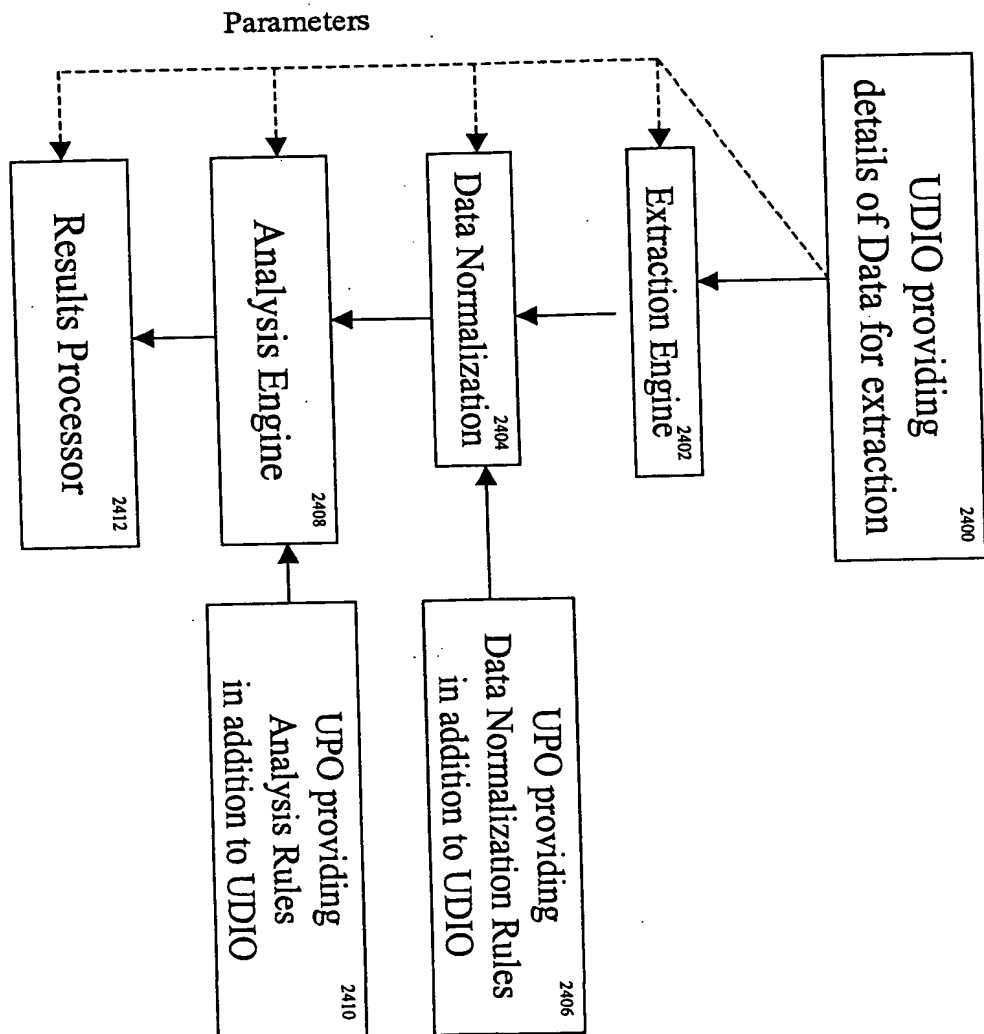 Parameters
UDIO providing
details of Data for extraction
2400
Extraction Engine
2402
Data Normalization
2404
UPO providing
Data Normalization Rules
in addition to UDIO
2406
Analysis Engine
2408
UPO providing
Analysis Rules
in addition to UDIO
2410
Results Processor
2412